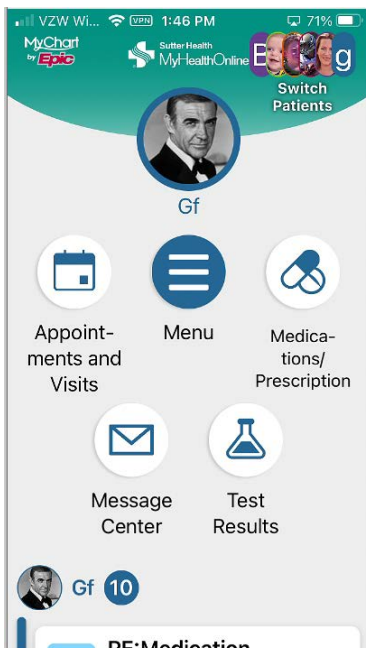 VZW Wi... VPN 1:46 PM 71%
MyChart
by Epic
Sutter Health
MyHealthOnline
B g
Switch
Patients
Gf
Appoint-
ments and
Visits
Menu
Medica-
tions/
Prescription
Message
Center
Test
Results
Gf 10
RE:Medication